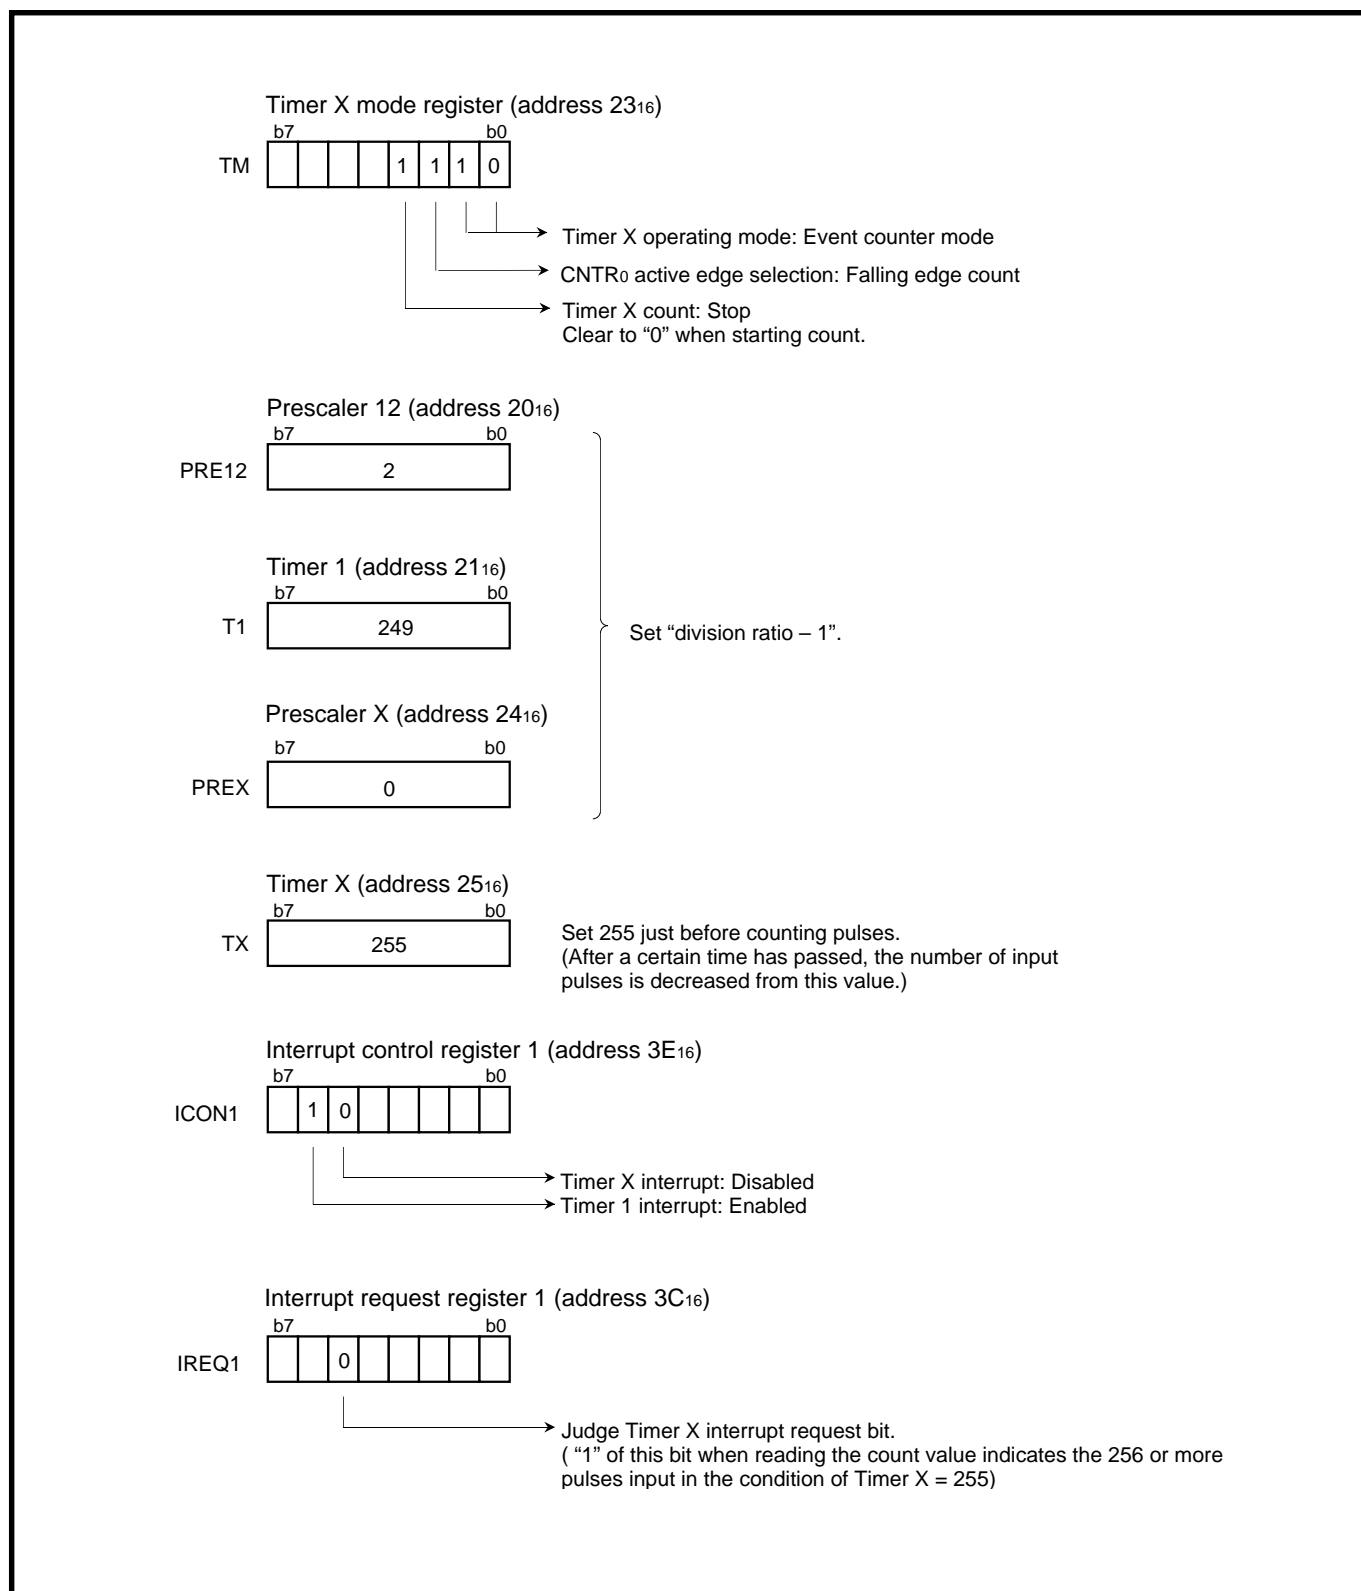 Timer X mode register (address 23₁₆)
b7 b0
TM 1 1 1 0
Timer X operating mode: Event counter mode
CNTR₀ active edge selection: Falling edge count
Timer X count: Stop
Clear to “0” when starting count.
Prescaler 12 (address 20₁₆)
b7 b0
PRE12 2
Timer 1 (address 21₁₆)
b7 b0
T1 249
Set “division ratio – 1”.
Prescaler X (address 24₁₆)
b7 b0
PREX 0
Timer X (address 25₁₆)
b7 b0
TX 255
Set 255 just before counting pulses.
(After a certain time has passed, the number of input
pulses is decreased from this value.)
Interrupt control register 1 (address 3E₁₆)
b7 b0
ICON1 1 0
Timer X interrupt: Disabled
Timer 1 interrupt: Enabled
Interrupt request register 1 (address 3C₁₆)
b7 b0
IREQ1 0
Judge Timer X interrupt request bit.
( “1” of this bit when reading the count value indicates the 256 or more
pulses input in the condition of Timer X = 255)